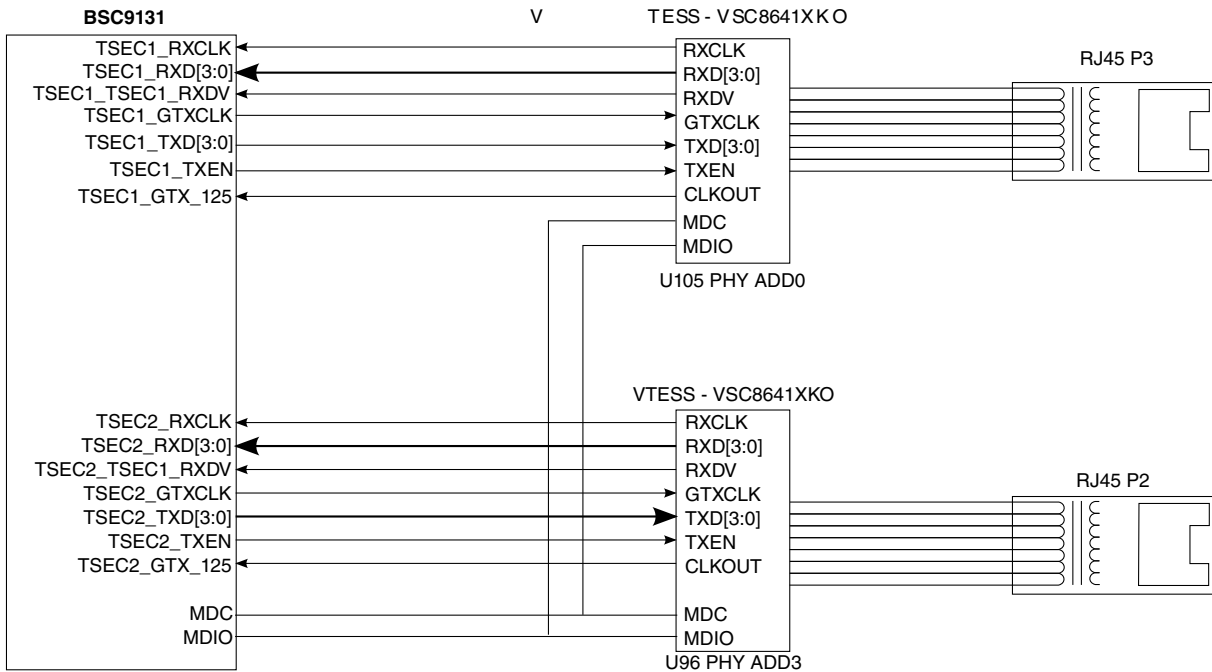 BSC9131
V
TESS - VSC8641XKO
TSEC1_RXCLK
TSEC1_RXD[3:0]
TSEC1_TSEC1_RXDV
TSEC1_GTXCLK
TSEC1_TXD[3:0]
TSEC1_TXEN
TSEC1_GTX_125
RXCLK
RXD[3:0]
RXDV
GTXCLK
TXD[3:0]
TXEN
CLKOUT
MDC
MDIO
U105 PHY ADD0
RJ45 P3
VTESS - VSC8641XKO
TSEC2_RXCLK
TSEC2_RXD[3:0]
TSEC2_TSEC1_RXDV
TSEC2_GTXCLK
TSEC2_TXD[3:0]
TSEC2_TXEN
TSEC2_GTX_125
MDC
MDIO
RXCLK
RXD[3:0]
RXDV
GTXCLK
TXD[3:0]
TXEN
CLKOUT
MDC
MDIO
U96 PHY ADD3
RJ45 P2